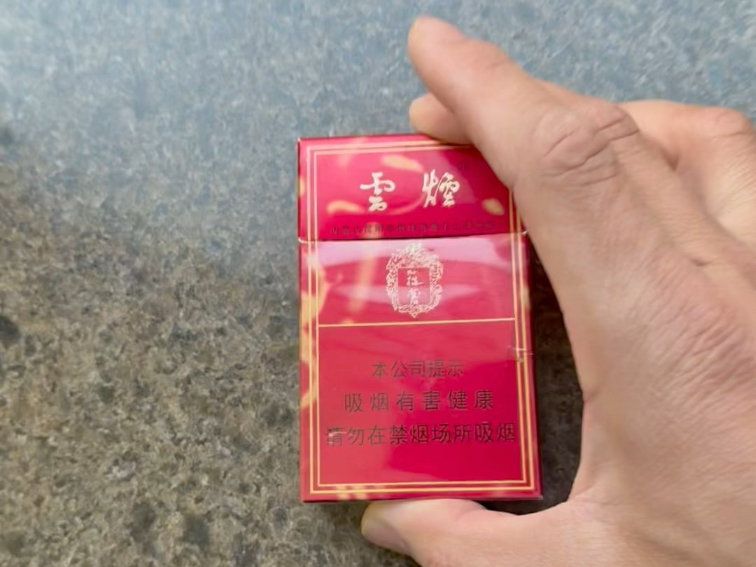 雲煙
本公司提示
吸烟有害健康
请勿在禁烟场所吸烟